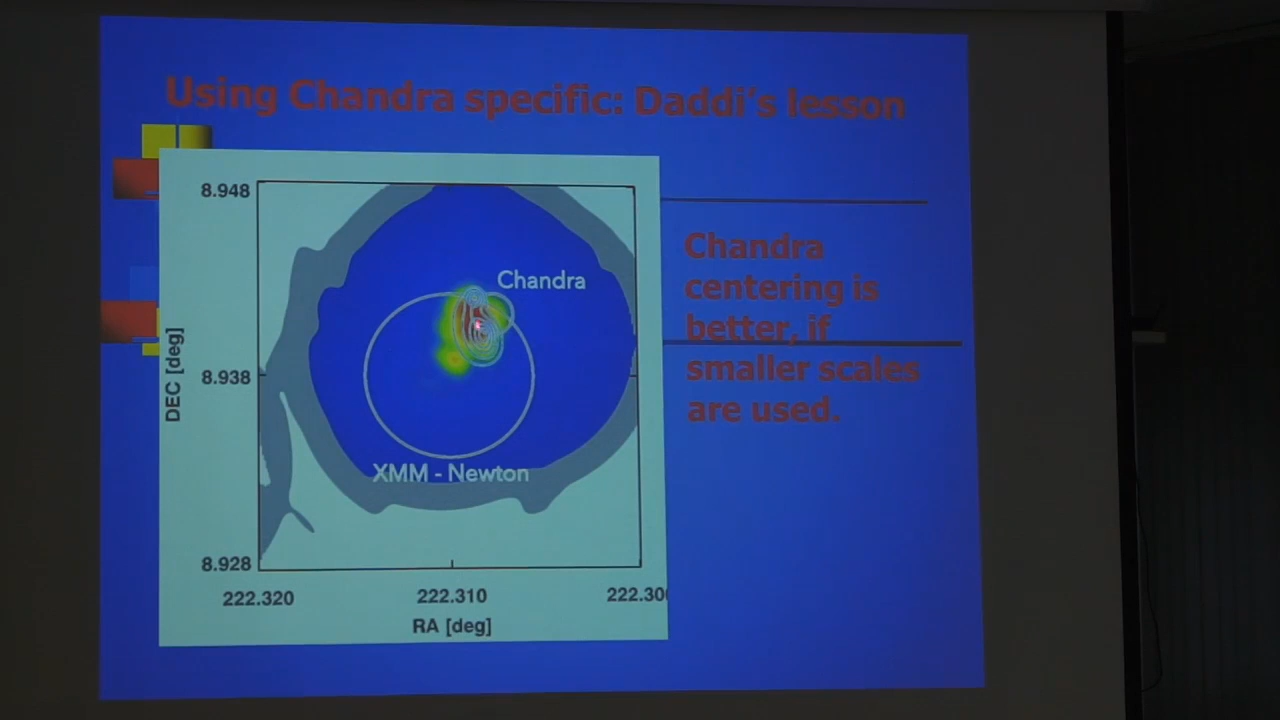 Using Chandra specific: Daddi's lesson
8.948
8.938
8.928
DEC [deg]
Chandra
XMM - Newton
222.320
222.310
222.300
RA [deg]
Chandra
centering is
better, if
smaller scales
are used.